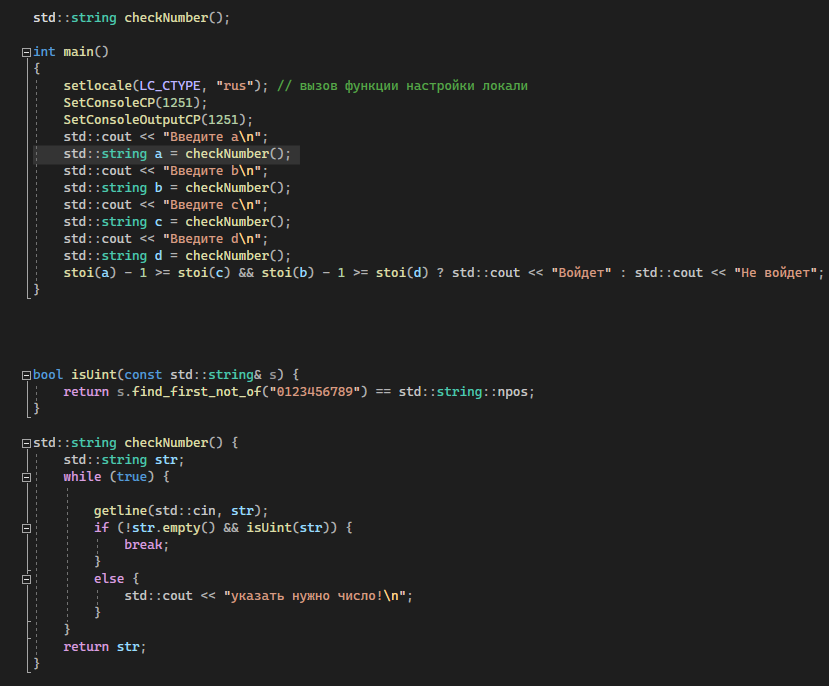 std::string checkNumber();
int main()
{
setlocale(LC_CTYPE, "rus"); // вызов функции настройки локали
SetConsoleCP(1251);
SetConsoleOutputCP(1251);
std::cout << "Введите a\n";
std::string a = checkNumber();
std::cout << "Введите b\n";
std::string b = checkNumber();
std::cout << "Введите c\n";
std::string c = checkNumber();
std::cout << "Введите d\n";
std::string d = checkNumber();
stoi(a) - 1 >= stoi(c) && stoi(b) - 1 >= stoi(d) ? std::cout << "Войдет" : std::cout << "Не войдет";
}
bool isUint(const std::string& s) {
return s.find_first_not_of("0123456789") == std::string::npos;
}
std::string checkNumber() {
std::string str;
while (true) {
getline(std::cin, str);
if (!str.empty() && isUint(str)) {
break;
}
else {
std::cout << "указать нужно число!\n";
}
}
return str;
}